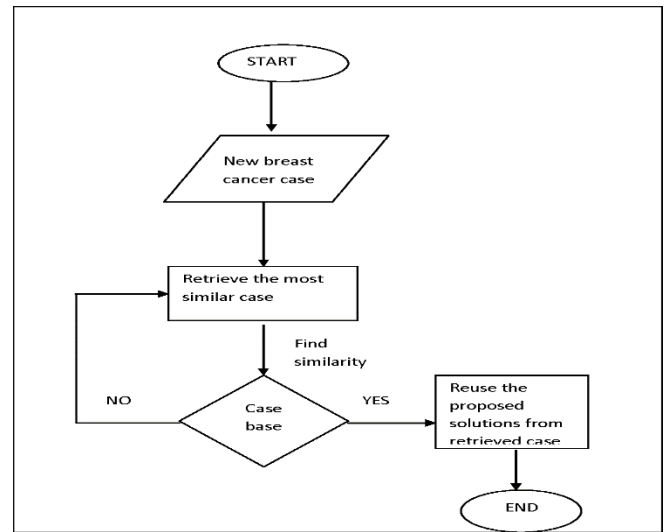 START
New breast
cancer case
Retrieve the most
similar case
Find
similarity
NO
Case
base
YES
Reuse the
proposed
solutions from
retrieved case
END